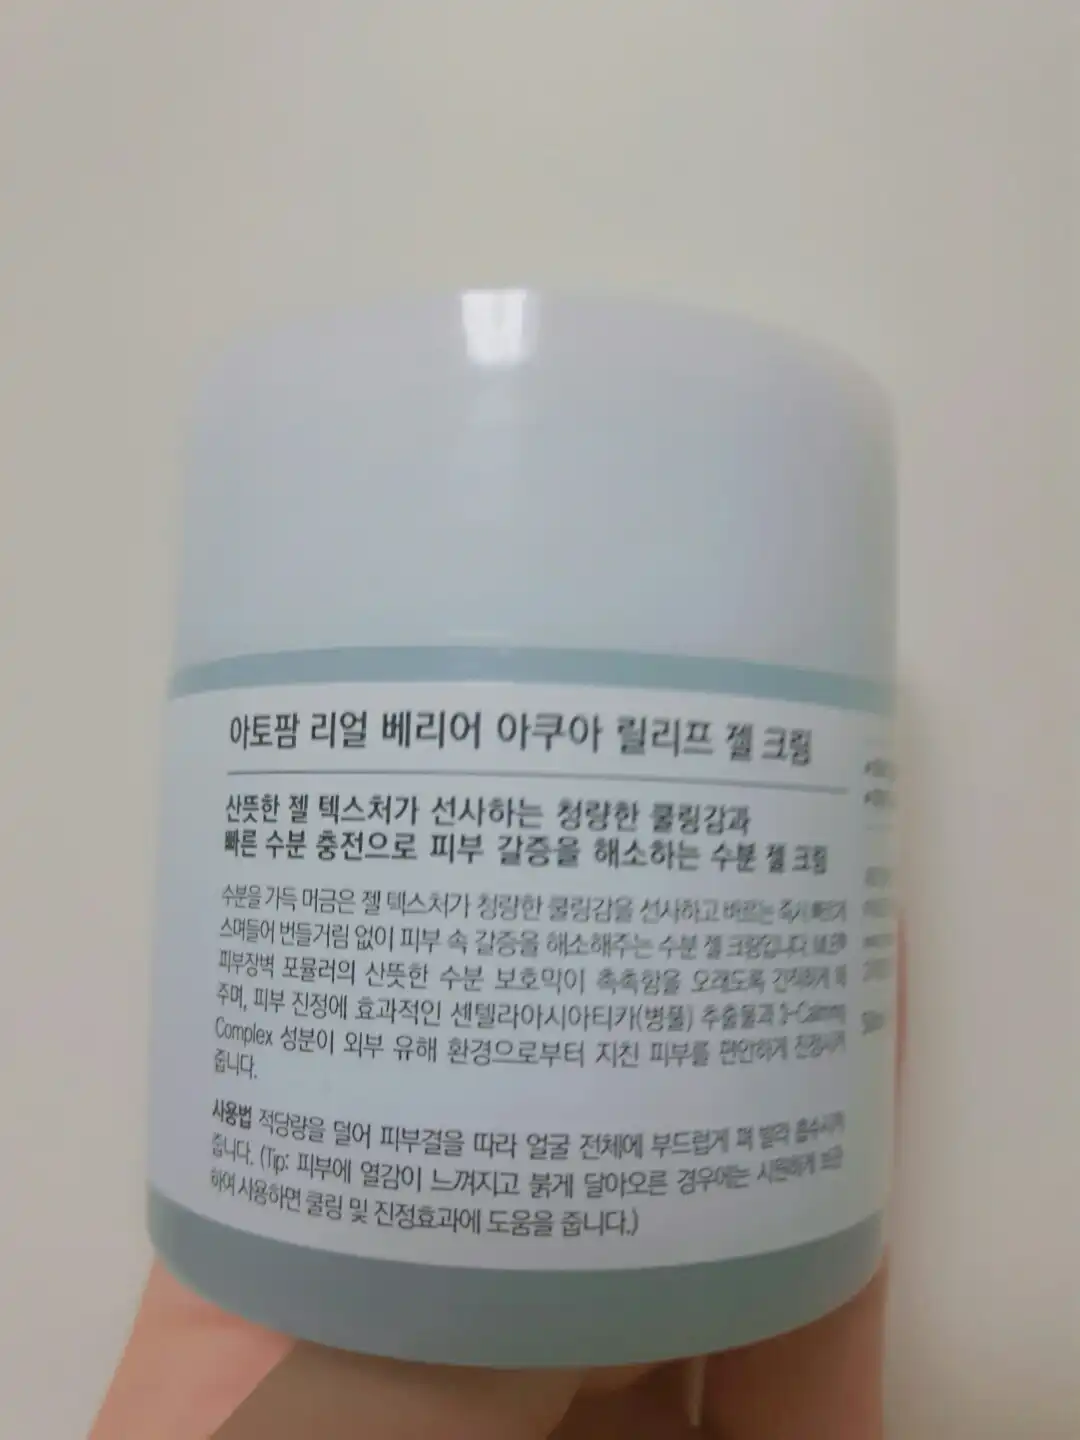 아토팜 리얼 베리어 아쿠아 릴리프 젤 크림
산뜻한 젤 텍스처가 선사하는 청량한 쿨링감과
빠른 수분 충전으로 피부 갈증을 해소하는 수분 젤 크림
수분을 가득 머금은 젤 텍스처가 청량한 쿨링감을 선사하고 바르는 즉시 빠르게
스며들어 번들거림 없이 피부 속 갈증을 해소해주는 수분 젤 크림입니다. MLE®
피부장벽 포뮬러의 산뜻한 수분 보호막이 촉촉함을 오래도록 간직하게 해
주며, 피부 진정에 효과적인 센텔라아시아티카(병풀) 추출물과
Complex 성분이 외부 유해 환경으로부터 지친 피부를 편안하게 진정시켜
줍니다.
사용법 적당량을 덜어 피부결을 따라 얼굴 전체에 부드럽게 펴 발라 흡수시켜
줍니다. (Tip: 피부에 열감이 느껴지고 붉게 달아오른 경우에는 시원하게 보관
하여 사용하면 쿨링 및 진정효과에 도움을 줍니다.)